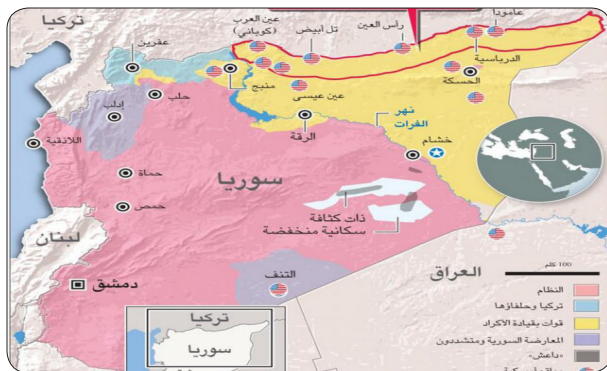 تركيا
عين العرب
(كوباني)
تل أبيض
رأس العين
عامودا
الدرباسية
الحسكة
عفرين
منبج
عين عيسى
حلب
إدلب
اللاذقية
الرقة
نهر
الفرات
خشام
حماة
سوريا
حمص
ذات كثافة
سكانية منخفضة
لبنان
دمشق
التنف
العراق
100 كلم
النظام
تركيا وحلفاؤها
قوات بقيادة الأكراد
المعارضة السورية ومتشددون
«داعش»
تركيا
سوريا